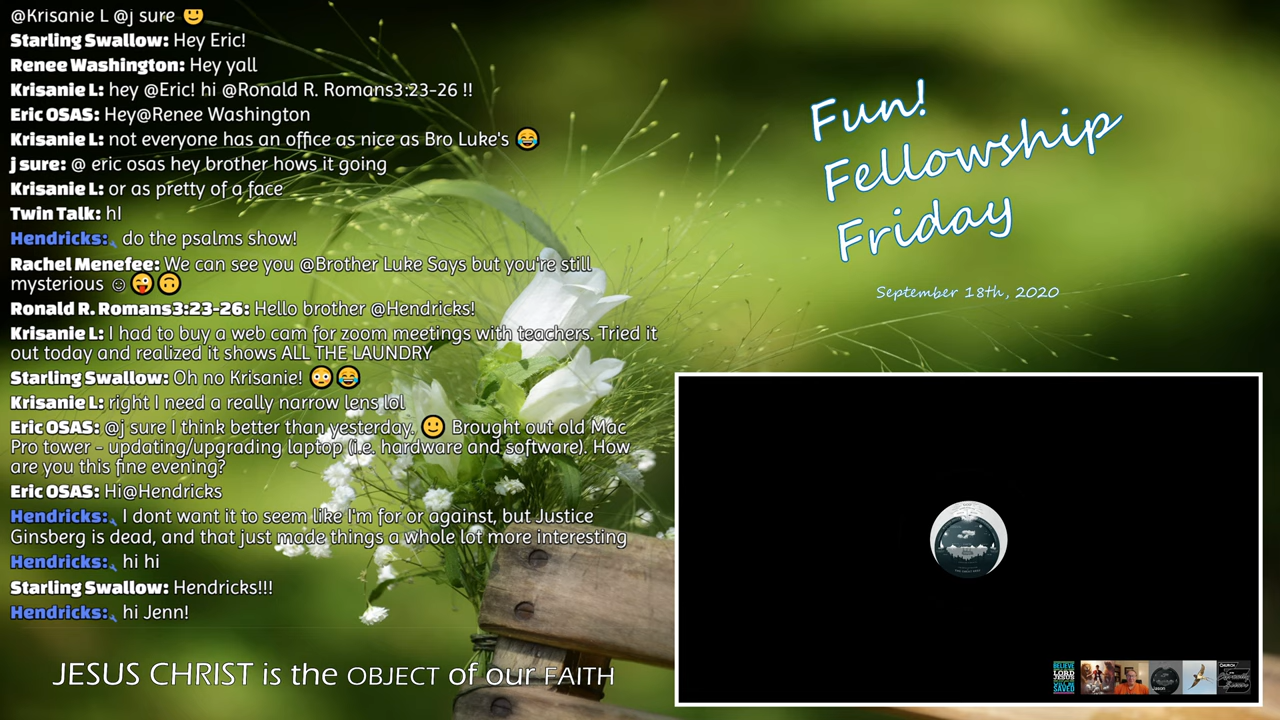 @Krisanie L @j sure 🙂
Starling Swallow: Hey Eric!
Renee Washington: Hey yall
Krisanie L: hey @Eric! hi @Ronald R. Romans3:23-26 !!
Eric OSAS: Hey@Renee Washington
Krisanie L: not everyone has an office as nice as Bro Luke's 😂
j sure: @ eric osas hey brother hows it going
Krisanie L: or as pretty of a face
Twin Talk: hI
Hendricks: do the psalms show!
Rachel Menefee: We can see you @Brother Luke Says but you're still
mysterious ☺😜🙃
Ronald R. Romans3:23-26: Hello brother @Hendricks!
Krisanie L: I had to buy a web cam for zoom meetings with teachers. Tried it
out today and realized it shows ALL THE LAUNDRY
Starling Swallow: Oh no Krisanie! 😳😂
Krisanie L: right I need a really narrow lens lol
Eric OSAS: @j sure I think better than yesterday. 🙂 Brought out old Mac
Pro tower - updating/upgrading laptop (i.e. hardware and software). How
are you this fine evening?
Eric OSAS: Hi@Hendricks
Hendricks: I dont want it to seem like I'm for or against, but Justice
Ginsberg is dead, and that just made things a whole lot more interesting
Hendricks: hi hi
Starling Swallow: Hendricks!!!
Hendricks: hi Jenn!
JESUS CHRIST is the OBJECT of our FAITH
Fun!
Fellowship
Friday
September 18th, 2020
BELIEVE
LORD
JESUS
SAVED
Jason
CHURCH